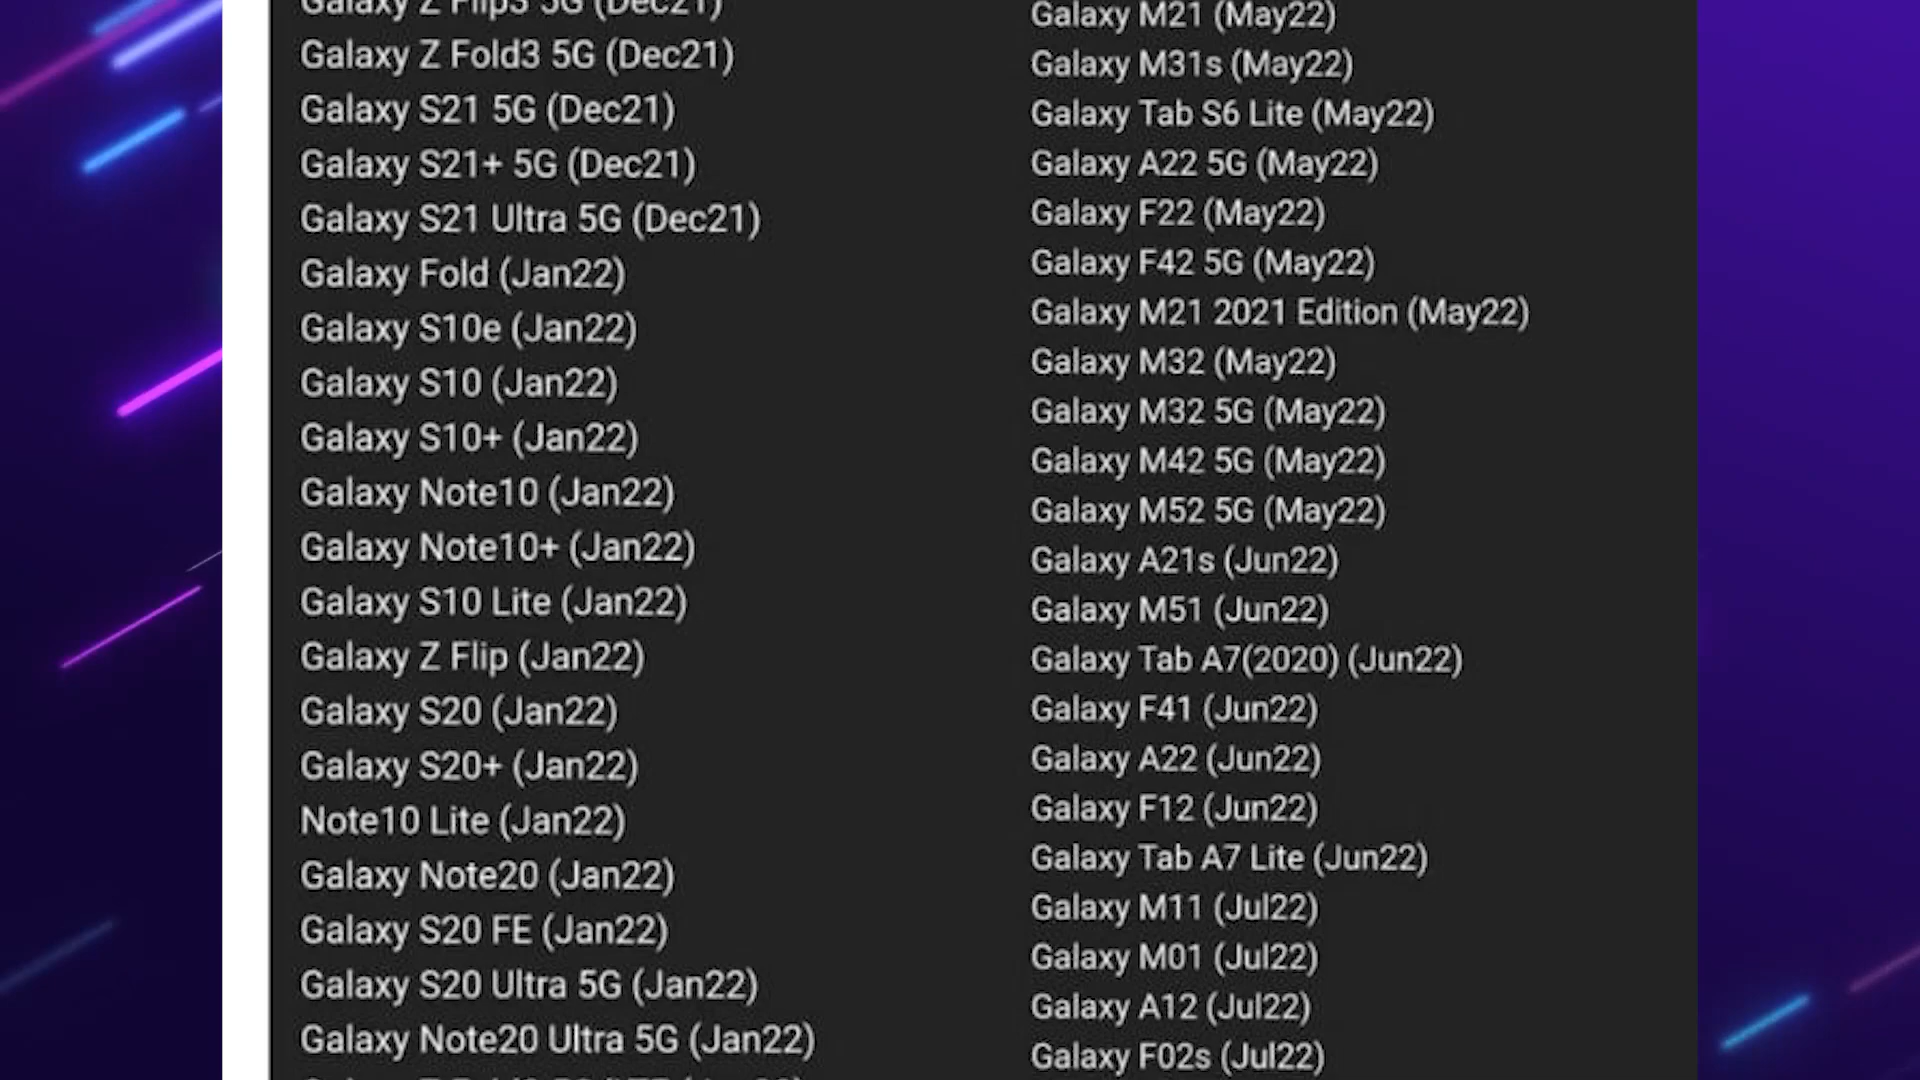 Galaxy Z Flip3 5G (Dec21)
Galaxy Z Fold3 5G (Dec21)
Galaxy S21 5G (Dec21)
Galaxy S21+ 5G (Dec21)
Galaxy S21 Ultra 5G (Dec21)
Galaxy Fold (Jan22)
Galaxy S10e (Jan22)
Galaxy S10 (Jan22)
Galaxy S10+ (Jan22)
Galaxy Note10 (Jan22)
Galaxy Note10+ (Jan22)
Galaxy S10 Lite (Jan22)
Galaxy Z Flip (Jan22)
Galaxy S20 (Jan22)
Galaxy S20+ (Jan22)
Note10 Lite (Jan22)
Galaxy Note20 (Jan22)
Galaxy S20 FE (Jan22)
Galaxy S20 Ultra 5G (Jan22)
Galaxy Note20 Ultra 5G (Jan22)
Galaxy M21 (May22)
Galaxy M31s (May22)
Galaxy Tab S6 Lite (May22)
Galaxy A22 5G (May22)
Galaxy F22 (May22)
Galaxy F42 5G (May22)
Galaxy M21 2021 Edition (May22)
Galaxy M32 (May22)
Galaxy M32 5G (May22)
Galaxy M42 5G (May22)
Galaxy M52 5G (May22)
Galaxy A21s (Jun22)
Galaxy M51 (Jun22)
Galaxy Tab A7(2020) (Jun22)
Galaxy F41 (Jun22)
Galaxy A22 (Jun22)
Galaxy F12 (Jun22)
Galaxy Tab A7 Lite (Jun22)
Galaxy M11 (Jul22)
Galaxy M01 (Jul22)
Galaxy A12 (Jul22)
Galaxy F02s (Jul22)